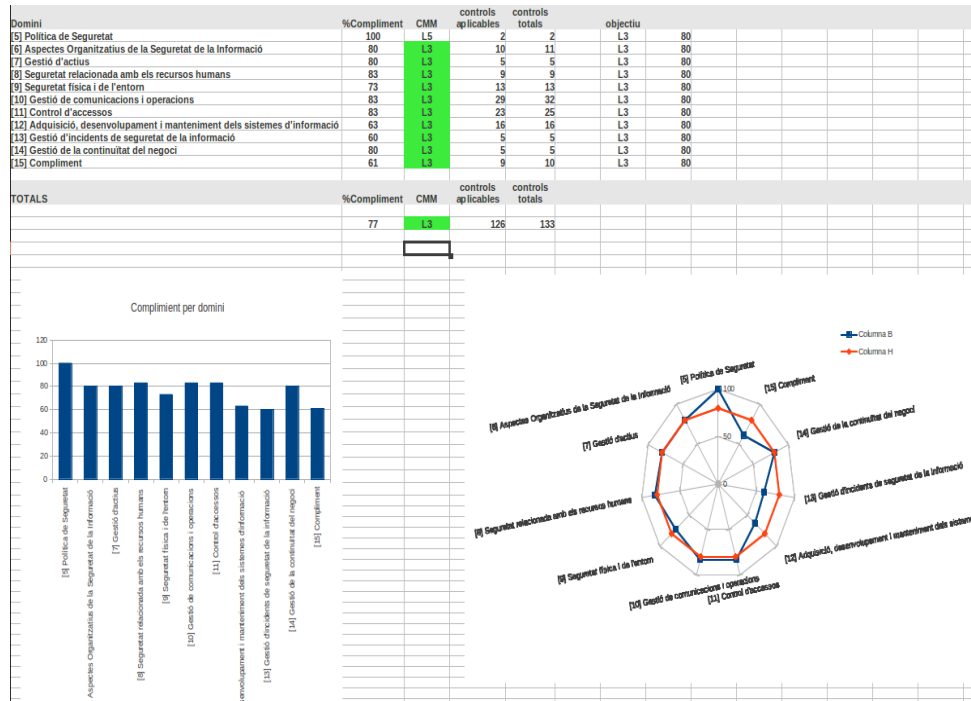 controls controls
Domini %Compliment CMM aplicables totals objectiu
[5] Política de Seguretat 100 L5 2 2 L3 80
[6] Aspectes Organitzatius de la Seguretat de la Informació 80 L3 10 11 L3 80
[7] Gestió d'actius 80 L3 5 5 L3 80
[8] Seguretat relacionada amb els recursos humans 83 L3 9 9 L3 80
[9] Seguretat física i de l'entorn 73 L3 13 13 L3 80
[10] Gestió de comunicacions i operacions 83 L3 29 32 L3 80
[11] Control d'accessos 83 L3 23 25 L3 80
[12] Adquisició, desenvolupament i manteniment dels sistemes d'informació 63 L3 16 16 L3 80
[13] Gestió d'incidents de seguretat de la informació 60 L3 5 5 L3 80
[14] Gestió de la continuïtat del negoci 80 L3 5 5 L3 80
[15] Compliment 61 L3 9 10 L3 80
controls controls
TOTALS %Compliment CMM aplicables totals
77 L3 126 133
Complimient per domini
120
100
80
60
40
20
0
[5] Política de Seguretat
Aspectes Organitzatius de la Seguretat de la Informació
[7] Gestió d'actius
[8] Seguretat relacionada amb els recursos humans
[9] Seguretat física i de l'entorn
[10] Gestió de comunicacions i operacions
[11] Control d'accessos
envolupament i manteniment dels sistemes d'informació
[13] Gestió d'incidents de seguretat de la informació
[14] Gestió de la continuïtat del negoci
[15] Compliment
Columna B
Columna H
[5] Política de Seguretat
[15] Compliment
[6] Aspectes Organitzatius de la Seguretat de la Informació
100
[14] Gestió de la continuïtat del negoci
[7] Gestió d'actius
50
0
[13] Gestió d'incidents de seguretat de la informació
[8] Seguretat relacionada amb els recursos humans
[12] Adquisició, desenvolupament i manteniment dels sistem
[9] Seguretat física i de l'entorn
[10] Gestió de comunicacions i operacions
[11] Control d'accessos